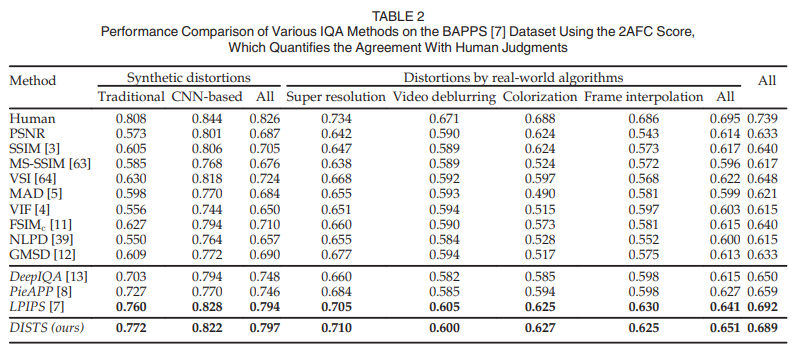 TABLE 2
Performance Comparison of Various IQA Methods on the BAPPS [7] Dataset Using the 2AFC Score,
Which Quantifies the Agreement With Human Judgments
Method Synthetic distortions Distortions by real-world algorithms All
Traditional CNN-based All Super resolution Video deblurring Colorization Frame interpolation All
Human 0.808 0.844 0.826 0.734 0.671 0.688 0.686 0.695 0.739
PSNR 0.573 0.801 0.687 0.642 0.590 0.624 0.543 0.614 0.633
SSIM [3] 0.605 0.806 0.705 0.647 0.589 0.624 0.573 0.617 0.640
MS-SSIM [63] 0.585 0.768 0.676 0.638 0.589 0.524 0.572 0.596 0.617
VSI [64] 0.630 0.818 0.724 0.668 0.592 0.597 0.568 0.622 0.648
MAD [5] 0.598 0.770 0.684 0.655 0.593 0.490 0.581 0.599 0.621
VIF [4] 0.556 0.744 0.650 0.651 0.594 0.515 0.597 0.603 0.615
FSIMc [11] 0.627 0.794 0.710 0.660 0.590 0.573 0.581 0.615 0.640
NLPD [39] 0.550 0.764 0.657 0.655 0.584 0.528 0.552 0.600 0.615
GMSD [12] 0.609 0.772 0.690 0.677 0.594 0.517 0.575 0.613 0.633
DeepIQA [13] 0.703 0.794 0.748 0.660 0.582 0.585 0.598 0.615 0.650
PieAPP [8] 0.727 0.770 0.746 0.684 0.585 0.594 0.598 0.627 0.659
LPIPS [7] 0.760 0.828 0.794 0.705 0.605 0.625 0.630 0.641 0.692
DISTS (ours) 0.772 0.822 0.797 0.710 0.600 0.627 0.625 0.651 0.689